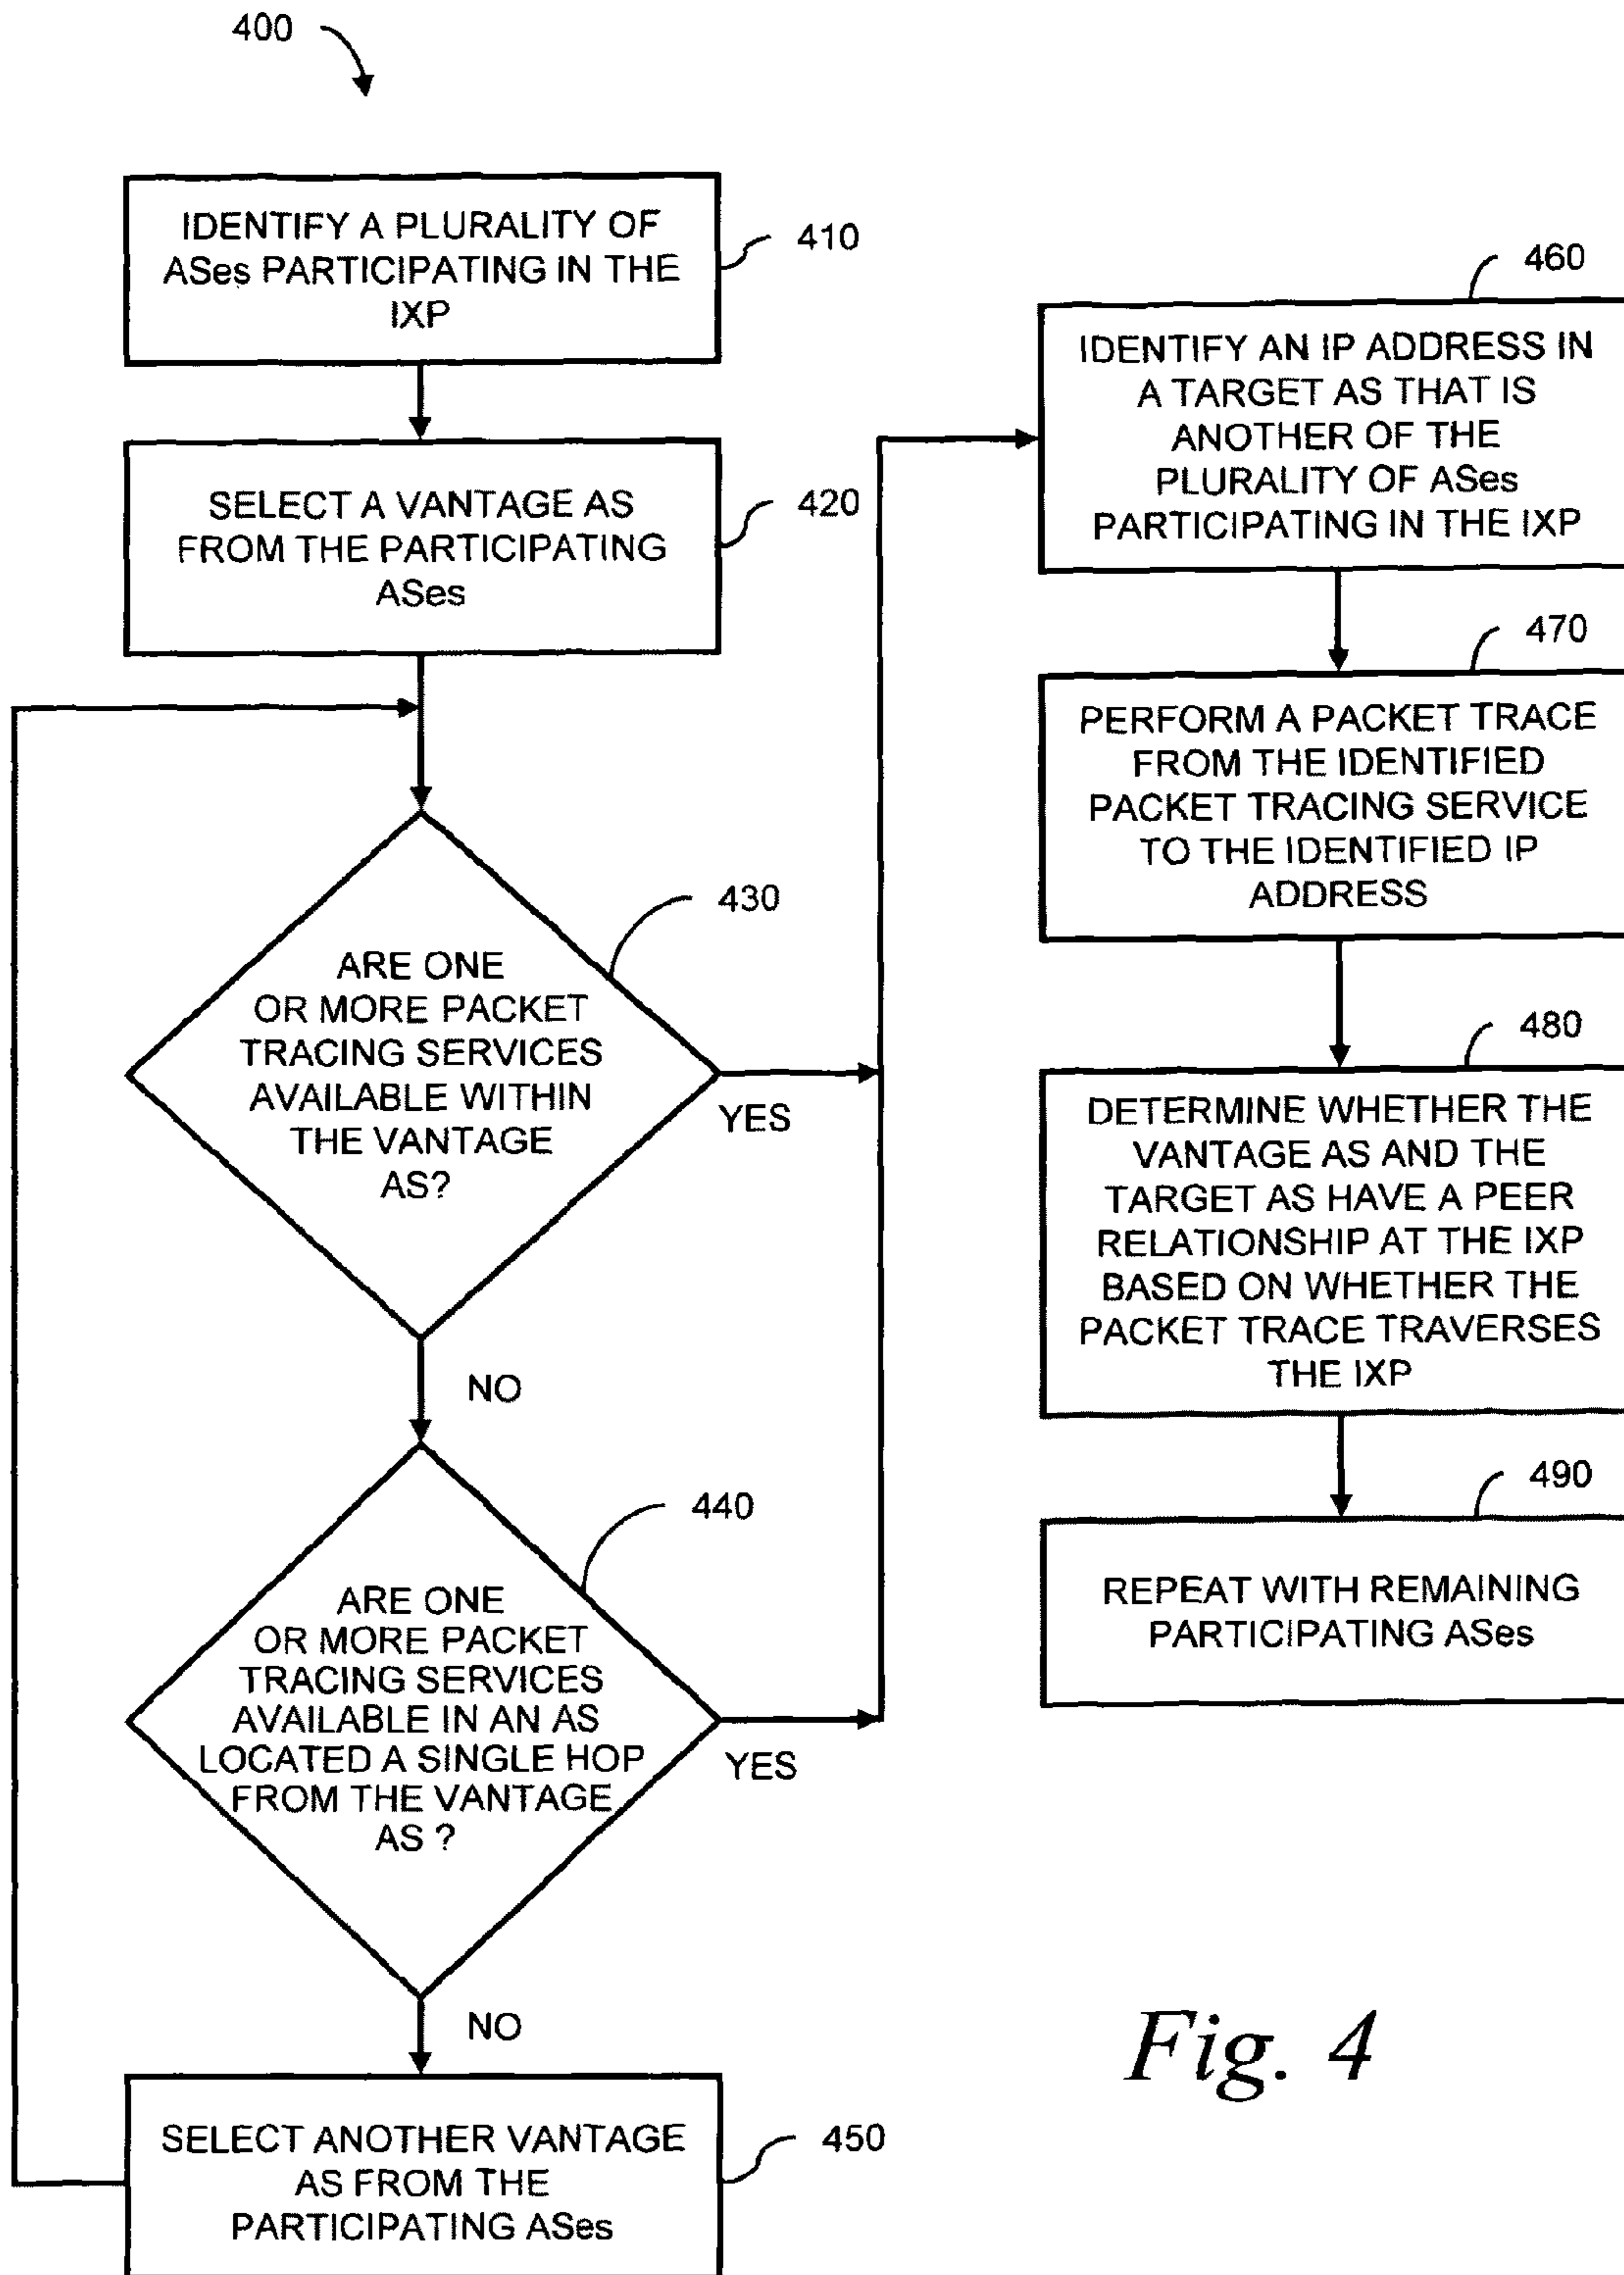 400
IDENTIFY A PLURALITY OF
ASes PARTICIPATING IN THE
IXP
410
SELECT A VANTAGE AS
FROM THE PARTICIPATING
ASes
420
ARE ONE
OR MORE PACKET
TRACING SERVICES
AVAILABLE WITHIN
THE VANTAGE
AS?
430
YES
NO
ARE ONE
OR MORE PACKET
TRACING SERVICES
AVAILABLE IN AN AS
LOCATED A SINGLE HOP
FROM THE VANTAGE
AS ?
440
YES
NO
SELECT ANOTHER VANTAGE
AS FROM THE
PARTICIPATING ASes
450
460
IDENTIFY AN IP ADDRESS IN
A TARGET AS THAT IS
ANOTHER OF THE
PLURALITY OF ASes
PARTICIPATING IN THE IXP
470
PERFORM A PACKET TRACE
FROM THE IDENTIFIED
PACKET TRACING SERVICE
TO THE IDENTIFIED IP
ADDRESS
480
DETERMINE WHETHER THE
VANTAGE AS AND THE
TARGET AS HAVE A PEER
RELATIONSHIP AT THE IXP
BASED ON WHETHER THE
PACKET TRACE TRAVERSES
THE IXP
490
REPEAT WITH REMAINING
PARTICIPATING ASes
Fig. 4